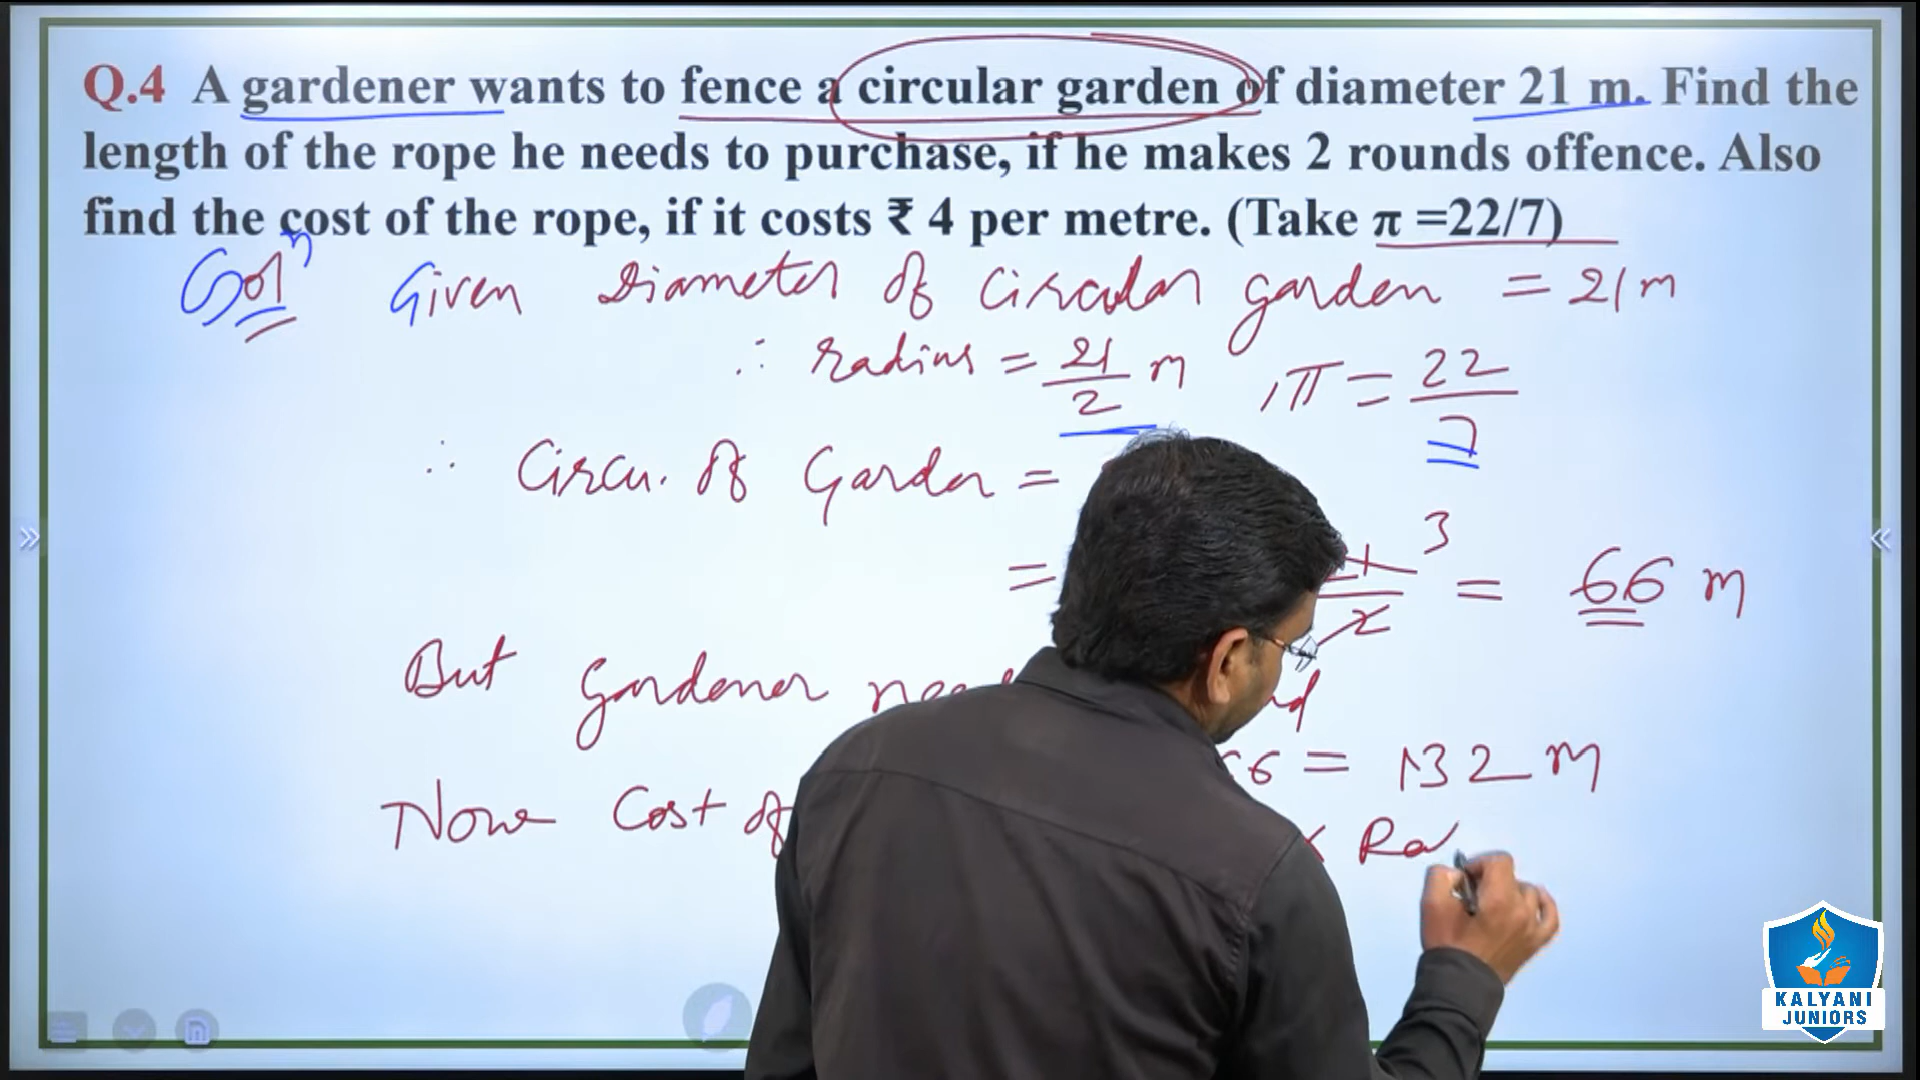 Q.4 A gardener wants to fence a circular garden of diameter 21 m. Find the
length of the rope he needs to purchase, if he makes 2 rounds offence. Also
find the cost of the rope, if it costs ₹ 4 per metre. (Take π =22/7)
Solⁿ Given Diameter of Circular garden = 21 m
∴ radius = 21/2 m , π = 22/7
∴ Circu. of Garden =
= 3 / 2 = 66 m
But gardener
66 = 132 m
Now Cost of × Ra
KALYANI
JUNIORS